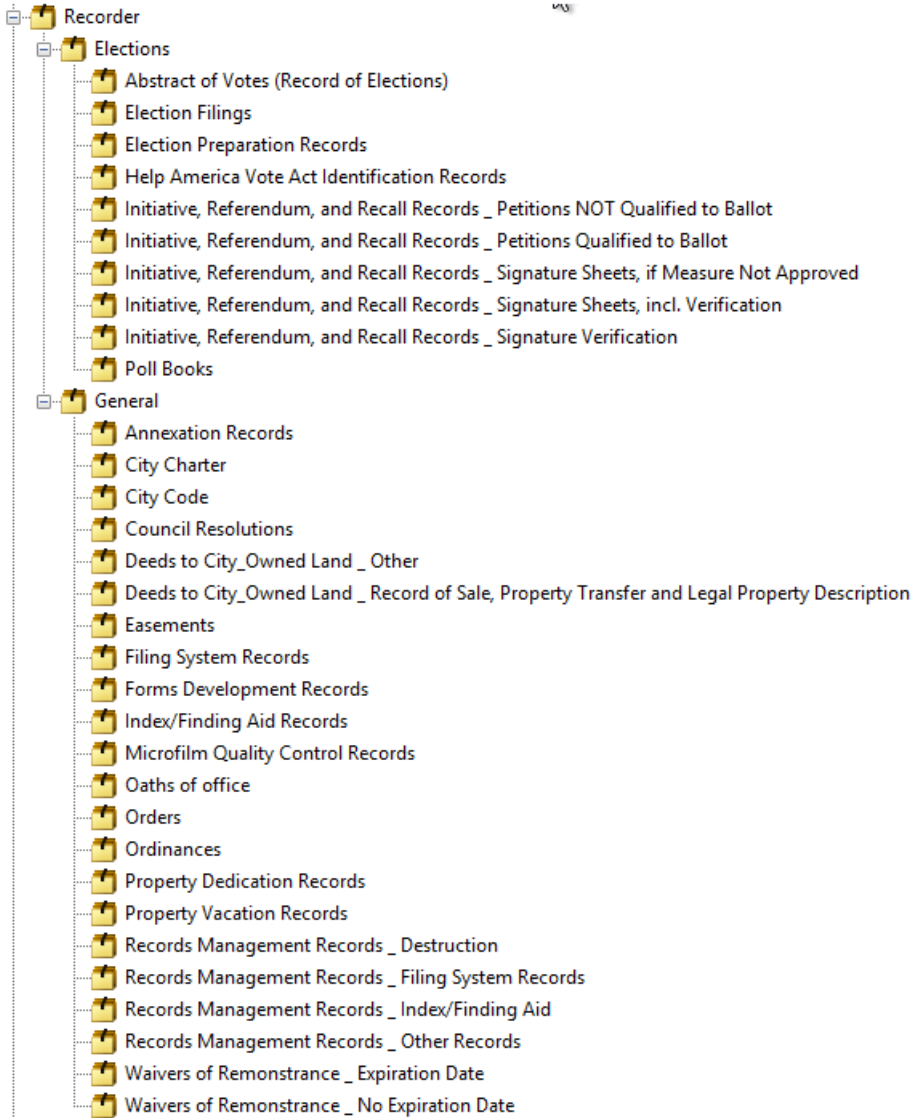 Recorder
Elections
Abstract of Votes (Record of Elections)
Election Filings
Election Preparation Records
Help America Vote Act Identification Records
Initiative, Referendum, and Recall Records _ Petitions NOT Qualified to Ballot
Initiative, Referendum, and Recall Records _ Petitions Qualified to Ballot
Initiative, Referendum, and Recall Records _ Signature Sheets, if Measure Not Approved
Initiative, Referendum, and Recall Records _ Signature Sheets, incl. Verification
Initiative, Referendum, and Recall Records _ Signature Verification
Poll Books
General
Annexation Records
City Charter
City Code
Council Resolutions
Deeds to City_Owned Land _ Other
Deeds to City_Owned Land _ Record of Sale, Property Transfer and Legal Property Description
Easements
Filing System Records
Forms Development Records
Index/Finding Aid Records
Microfilm Quality Control Records
Oaths of office
Orders
Ordinances
Property Dedication Records
Property Vacation Records
Records Management Records _ Destruction
Records Management Records _ Filing System Records
Records Management Records _ Index/Finding Aid
Records Management Records _ Other Records
Waivers of Remonstrance _ Expiration Date
Waivers of Remonstrance _ No Expiration Date